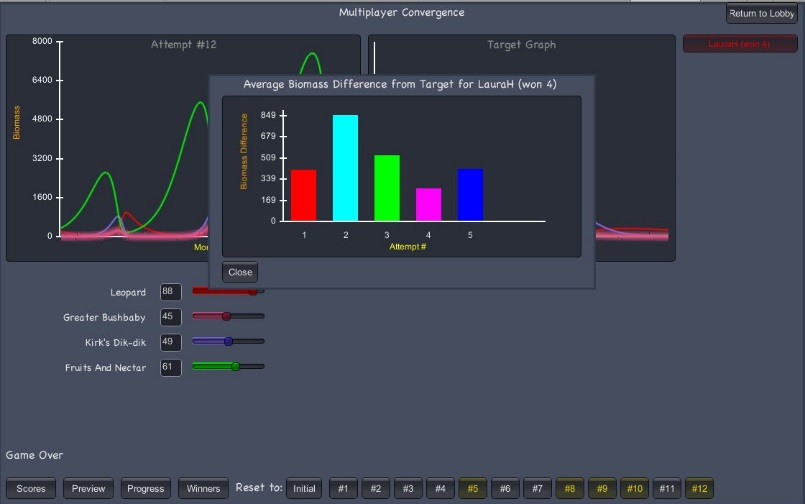 Multiplayer Convergence
Return to Lobby
Attempt #12
Target Graph
LauraH (won 4)
8000
6400
4800
3200
1600
0
Biomass
Mo
Average Biomass Difference from Target for LauraH (won 4)
849
679
509
339
169
0
Biomass Difference
1 2 3 4 5
Attempt #
Close
Leopard 88
Greater Bushbaby 45
Kirk's Dik-dik 49
Fruits And Nectar 61
Game Over
Scores Preview Progress Winners Reset to: Initial #1 #2 #3 #4 #5 #6 #7 #8 #9 #10 #11 #12